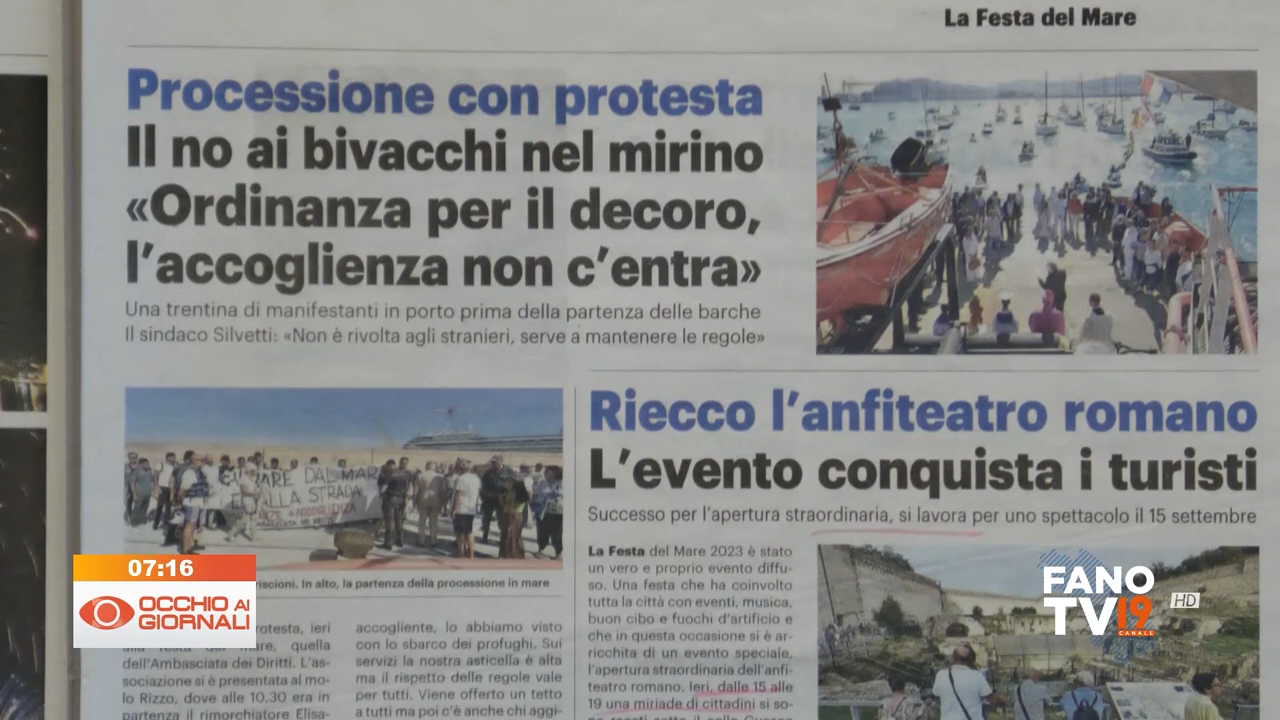 La Festa del Mare
Processione con protesta
Il no ai bivacchi nel mirino
«Ordinanza per il decoro,
l'accoglienza non c'entra»
Una trentina di manifestanti in porto prima della partenza delle barche
Il sindaco Silvetti: «Non è rivolta agli stranieri, serve a mantenere le regole»
DAL MAR
ALLA STRADA
ACCOGLIENZA
In alto, la partenza della processione in mare
rotesta, ieri
alla festa del mare, quella
dell'Ambasciata dei Diritti. L'as-
sociazione si è presentata al mo-
lo Rizzo, dove alle 10,30 era in
partenza il rimorchiatore Elisa-
accogliente, lo abbiamo visto
con lo sbarco dei profughi. Sui
servizi la nostra asticella è alta
ma il rispetto delle regole vale
per tutti. Viene offerto un tetto
a tutti ma poi c'è anche chi aggi-
Riecco l'anfiteatro romano
L'evento conquista i turisti
Successo per l'apertura straordinaria, si lavora per uno spettacolo il 15 settembre
La Festa del Mare 2023 è stato
un vero e proprio evento diffu-
so. Una festa che ha coinvolto
tutta la città con eventi, musica,
buon cibo e fuochi d'artificio e
che in questa occasione si è ar-
ricchita di un evento speciale,
l'apertura straordinaria dell'anfi-
teatro romano. Ieri, dalle 15 alle
19 una miriade di cittadini si so-
07:16
OCCHIO AI
GIORNALI
FANO
TV19
CANALE
HD